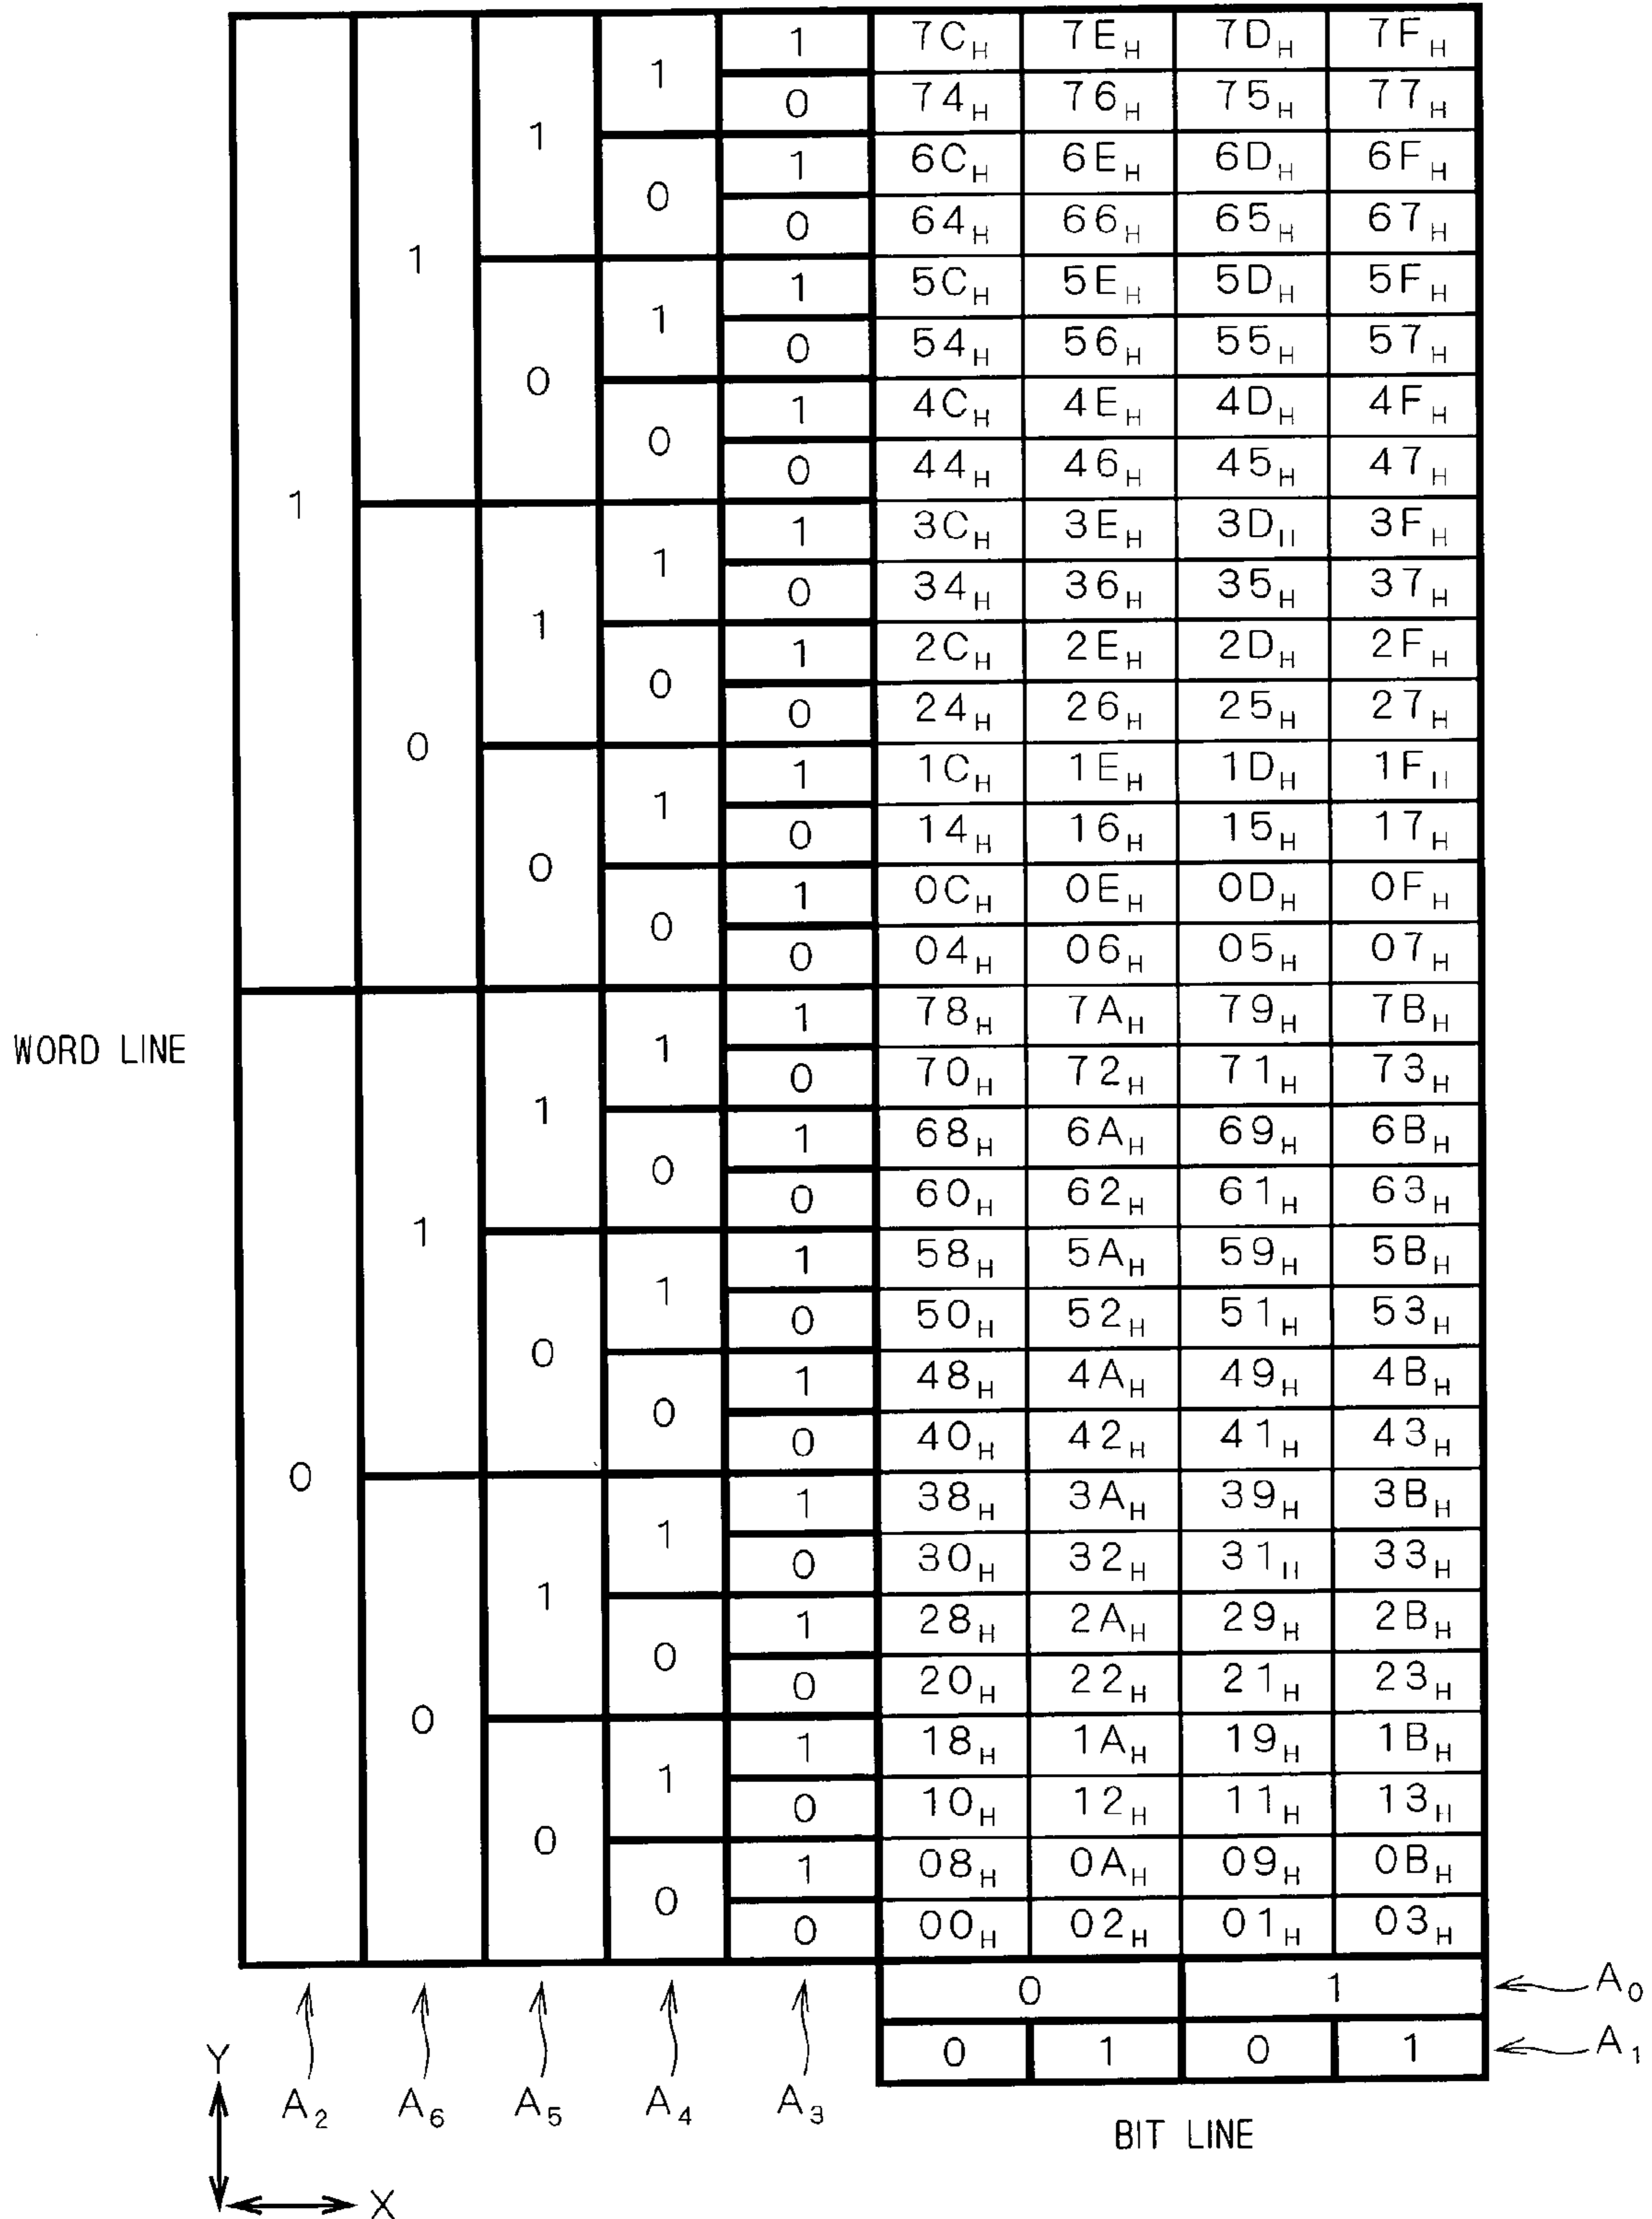 1 1 1 1 1 7CH 7EH 7DH 7FH
0 74H 76H 75H 77H
0 1 6CH 6EH 6DH 6FH
0 64H 66H 65H 67H
0 1 1 5CH 5EH 5DH 5FH
0 54H 56H 55H 57H
0 1 4CH 4EH 4DH 4FH
0 44H 46H 45H 47H
0 1 1 1 3CH 3EH 3DH 3FH
0 34H 36H 35H 37H
0 1 2CH 2EH 2DH 2FH
0 24H 26H 25H 27H
0 1 1 1CH 1EH 1DH 1FH
0 14H 16H 15H 17H
0 1 0CH 0EH 0DH 0FH
0 04H 06H 05H 07H
WORD LINE
0 1 1 1 1 78H 7AH 79H 7BH
0 70H 72H 71H 73H
0 1 68H 6AH 69H 6BH
0 60H 62H 61H 63H
0 1 1 58H 5AH 59H 5BH
0 50H 52H 51H 53H
0 1 48H 4AH 49H 4BH
0 40H 42H 41H 43H
0 1 1 1 38H 3AH 39H 3BH
0 30H 32H 31H 33H
0 1 28H 2AH 29H 2BH
0 20H 22H 21H 23H
0 1 1 18H 1AH 19H 1BH
0 10H 12H 11H 13H
0 1 08H 0AH 09H 0BH
0 00H 02H 01H 03H
0 1 A0
0 1 0 1 A1
A2 A6 A5 A4 A3
BIT LINE
Y
X